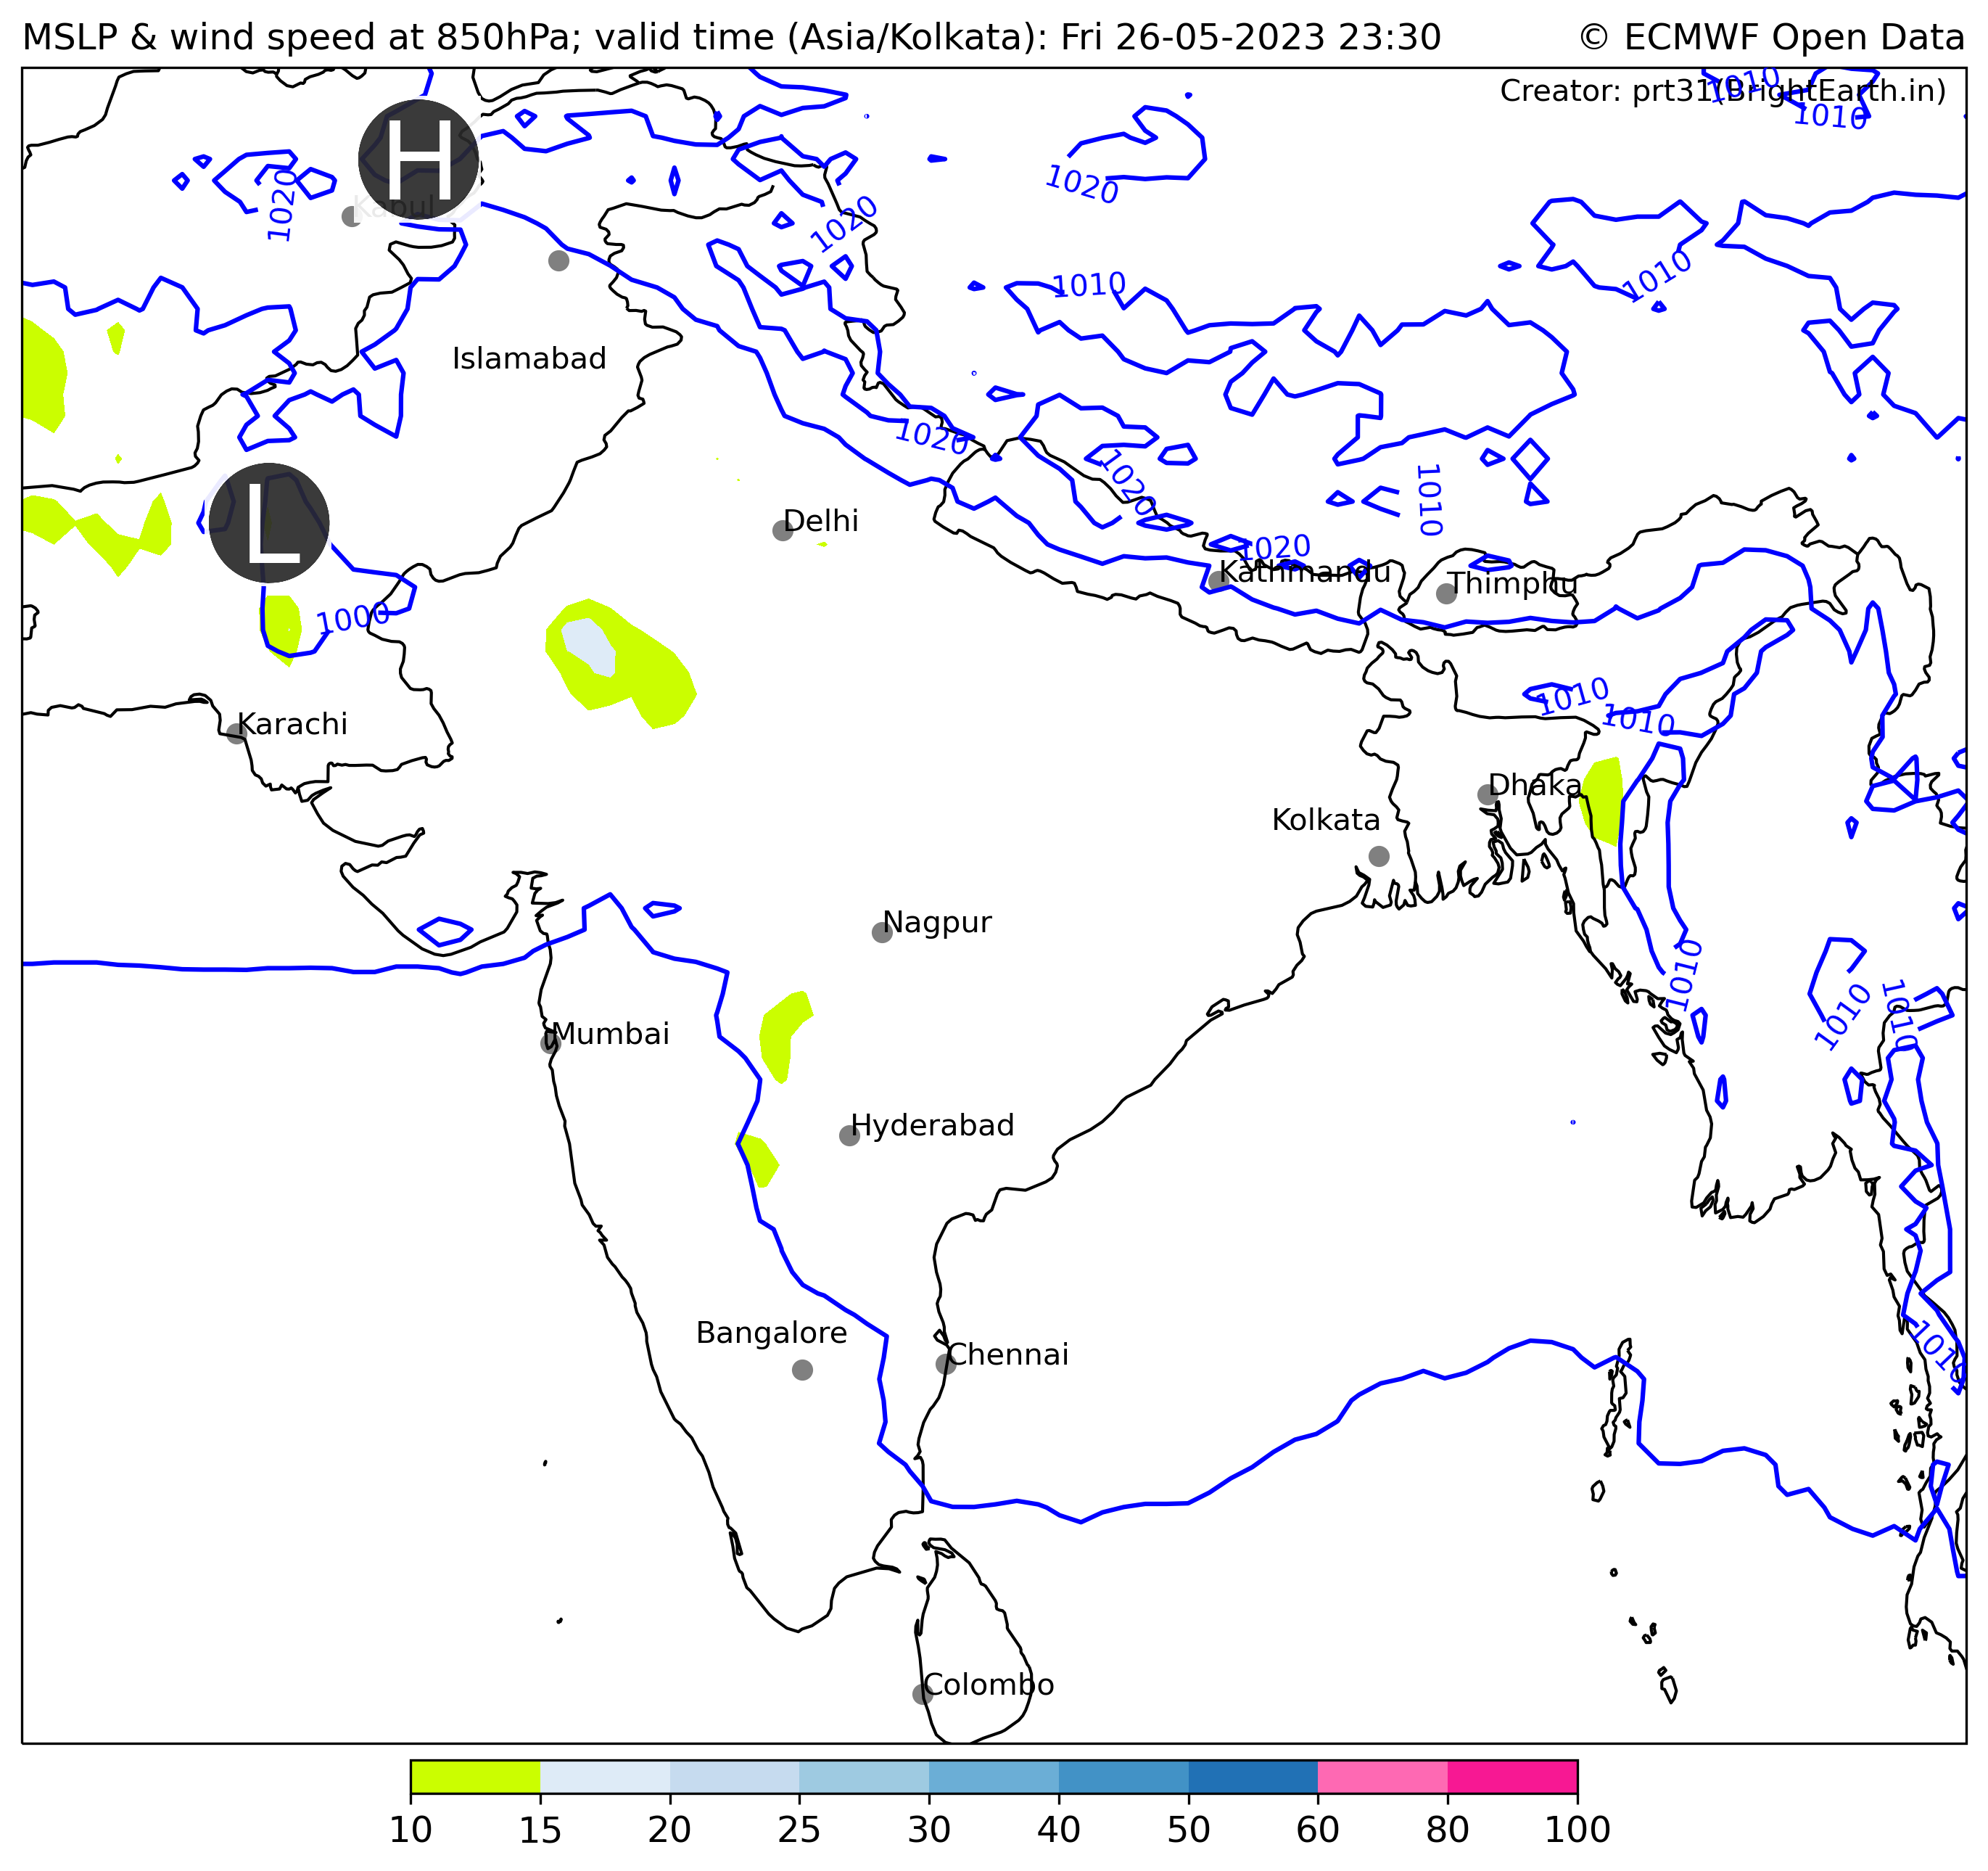 MSLP & wind speed at 850hPa; valid time (Asia/Kolkata): Fri 26-05-2023 23:30
© ECMWF Open Data
Creator: prt31(BrightEarth.in)
1010
1010
H
1020
1020
Kabul
1020
1010
1010
Islamabad
1020
1020
1010
L
Delhi
1020
Kathmandu
Thimphu
1000
1010
1010
Karachi
Dhaka
Kolkata
Nagpur
1010
1010
1010
Mumbai
Hyderabad
Bangalore
Chennai
1010
Colombo
10 15 20 25 30 40 50 60 80 100